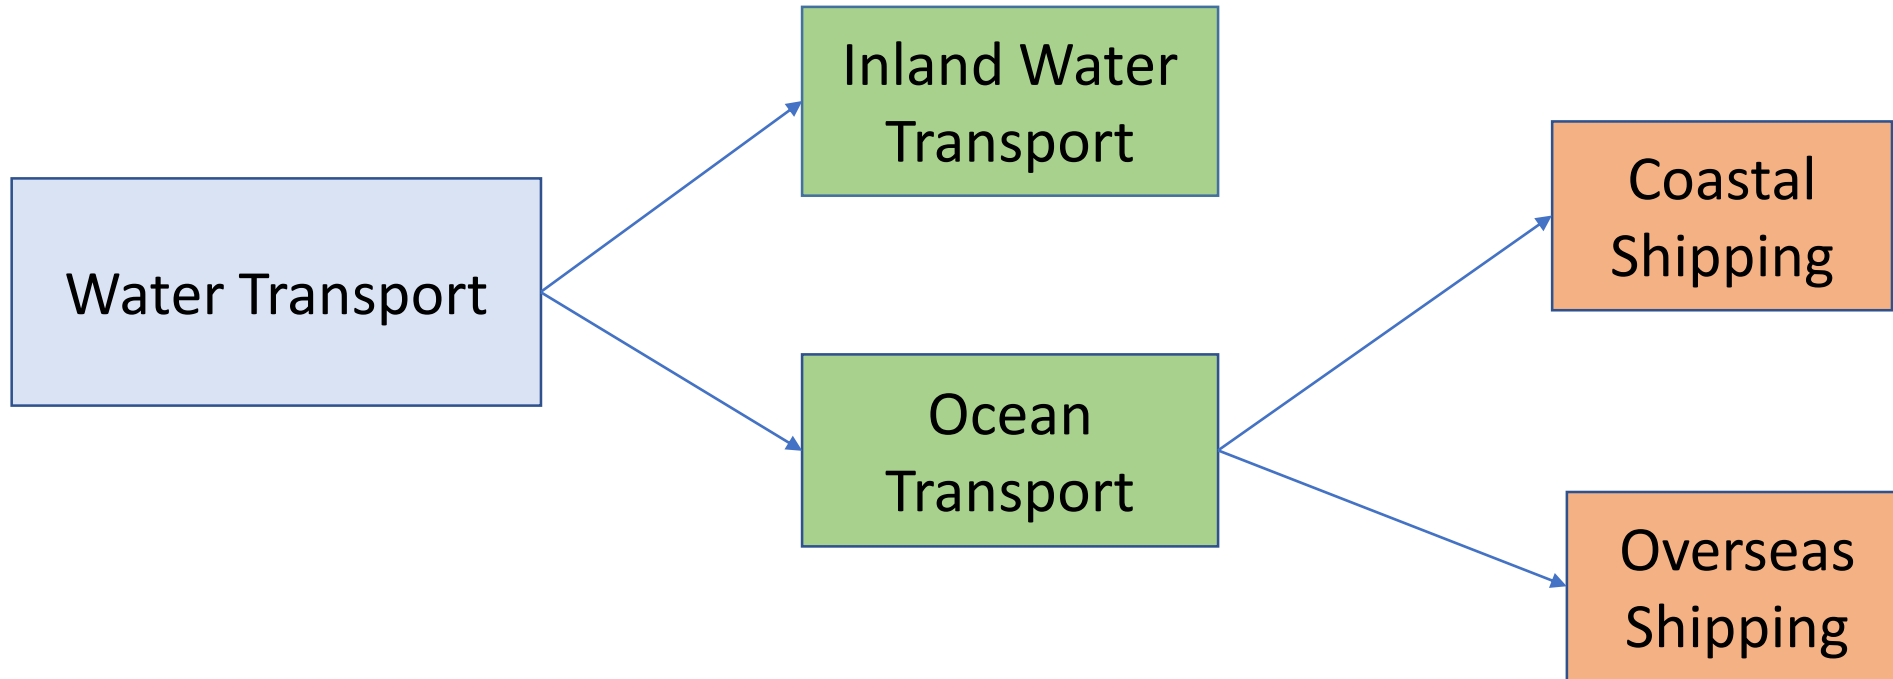 Water Transport
Inland Water
Transport
Ocean
Transport
Coastal
Shipping
Overseas
Shipping